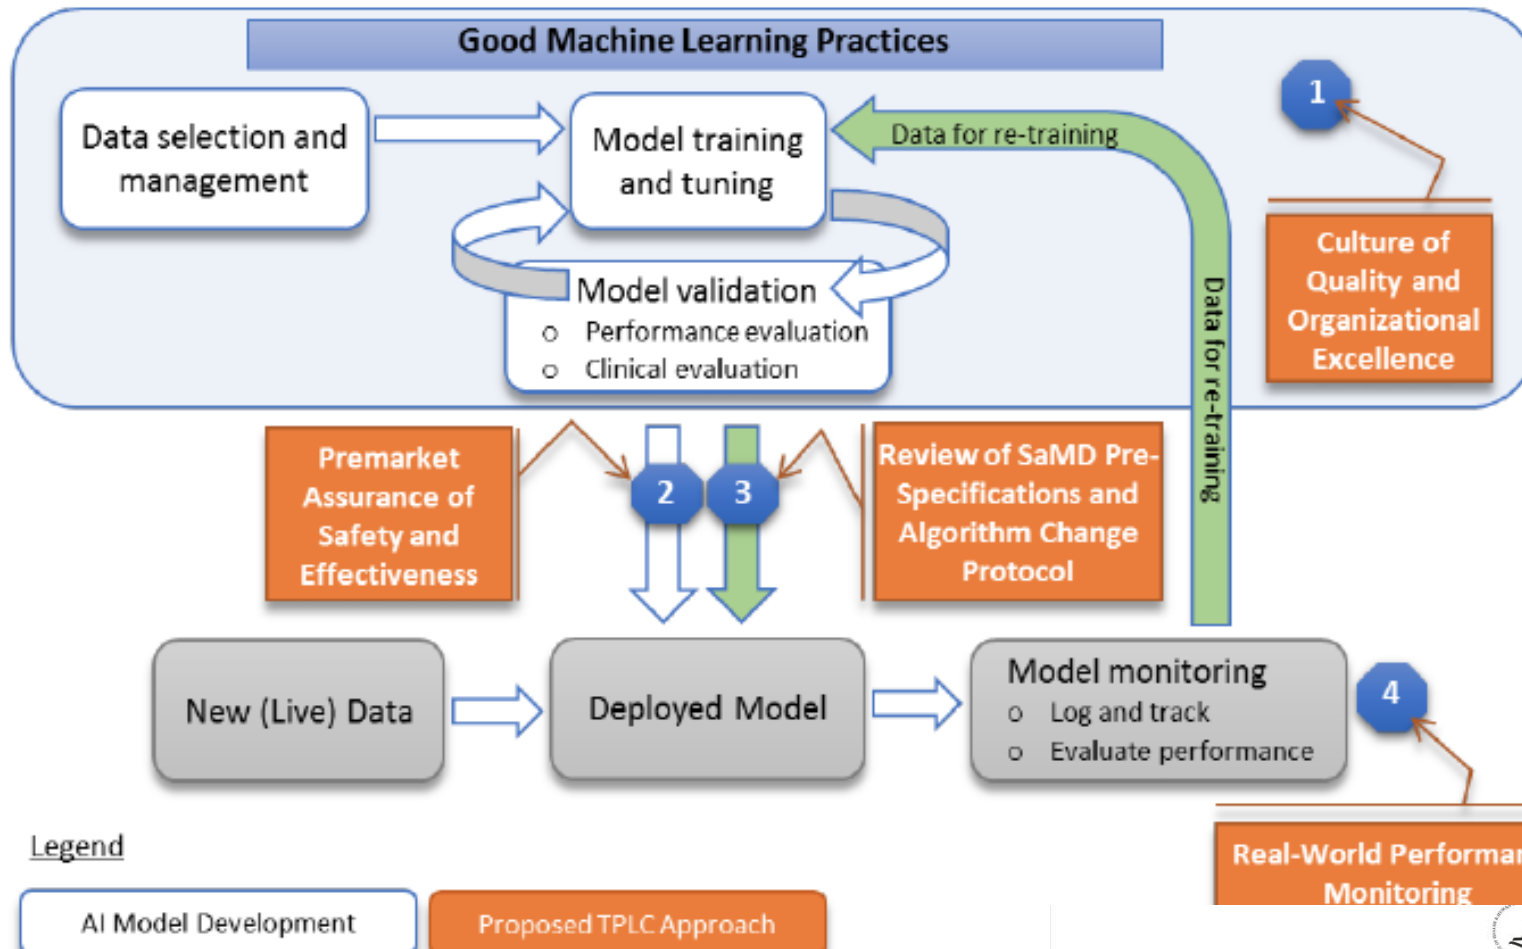 Good Machine Learning Practices
Data selection and
management
Model training
and tuning
Data for re-training
1
Culture of
Quality and
Organizational
Excellence
Model validation
o Performance evaluation
o Clinical evaluation
Data for re-training
Premarket
Assurance of
Safety and
Effectiveness
2
3
Review of SaMD Pre-
Specifications and
Algorithm Change
Protocol
New (Live) Data
Deployed Model
Model monitoring
o Log and track
o Evaluate performance
4
Real-World
Monitoring
Legend
AI Model Development
Proposed TPLC Approach